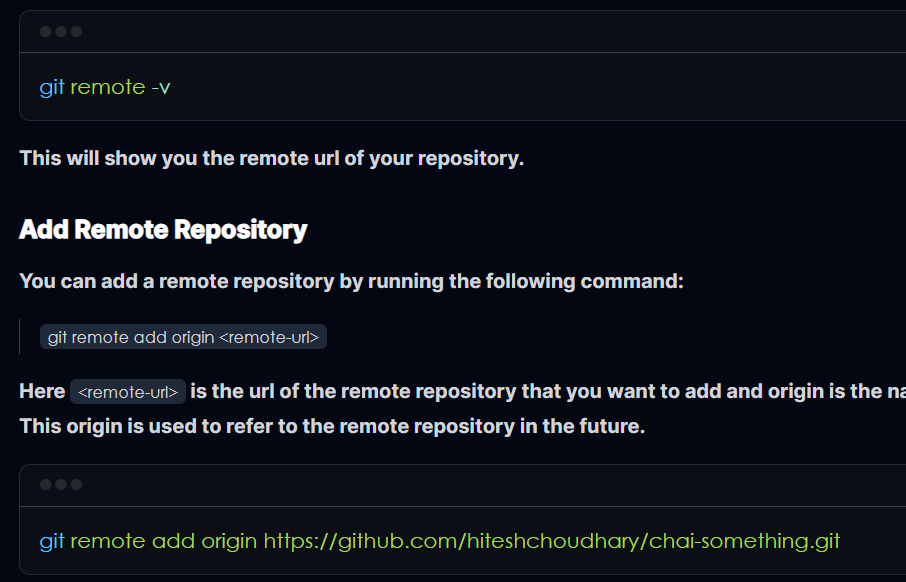 git remote -v
This will show you the remote url of your repository.
Add Remote Repository
You can add a remote repository by running the following command:
git remote add origin <remote-url>
Here <remote-url> is the url of the remote repository that you want to add and origin is the
This origin is used to refer to the remote repository in the future.
git remote add origin https://github.com/hiteshchoudhary/chai-something.git